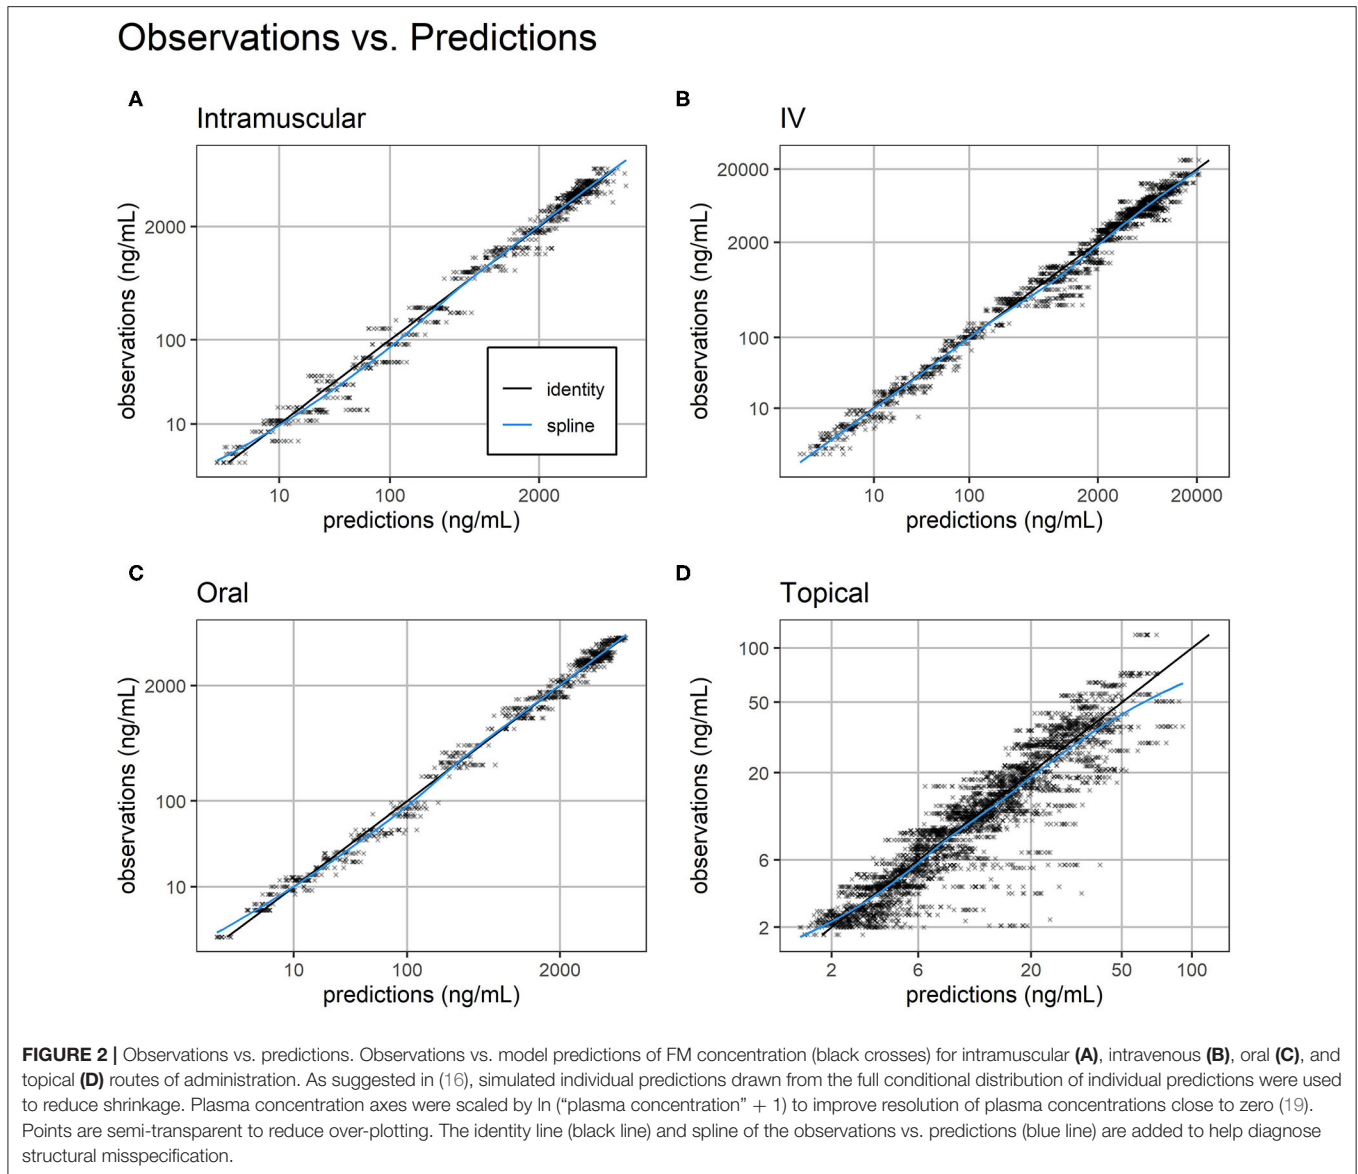 Observations vs. Predictions
A
Intramuscular
observations (ng/mL)
2000
100
10
10 100 2000
predictions (ng/mL)
identity
spline
B
IV
observations (ng/mL)
20000
2000
100
10
10 100 2000 20000
predictions (ng/mL)
C
Oral
observations (ng/mL)
2000
100
10
10 100 2000
predictions (ng/mL)
D
Topical
observations (ng/mL)
100
50
20
6
2
2 6 20 50 100
predictions (ng/mL)
FIGURE 2 | Observations vs. predictions. Observations vs. model predictions of FM concentration (black crosses) for intramuscular (A), intravenous (B), oral (C), and
topical (D) routes of administration. As suggested in (16), simulated individual predictions drawn from the full conditional distribution of individual predictions were used
to reduce shrinkage. Plasma concentration axes were scaled by ln (“plasma concentration” + 1) to improve resolution of plasma concentrations close to zero (19).
Points are semi-transparent to reduce over-plotting. The identity line (black line) and spline of the observations vs. predictions (blue line) are added to help diagnose
structural misspecification.